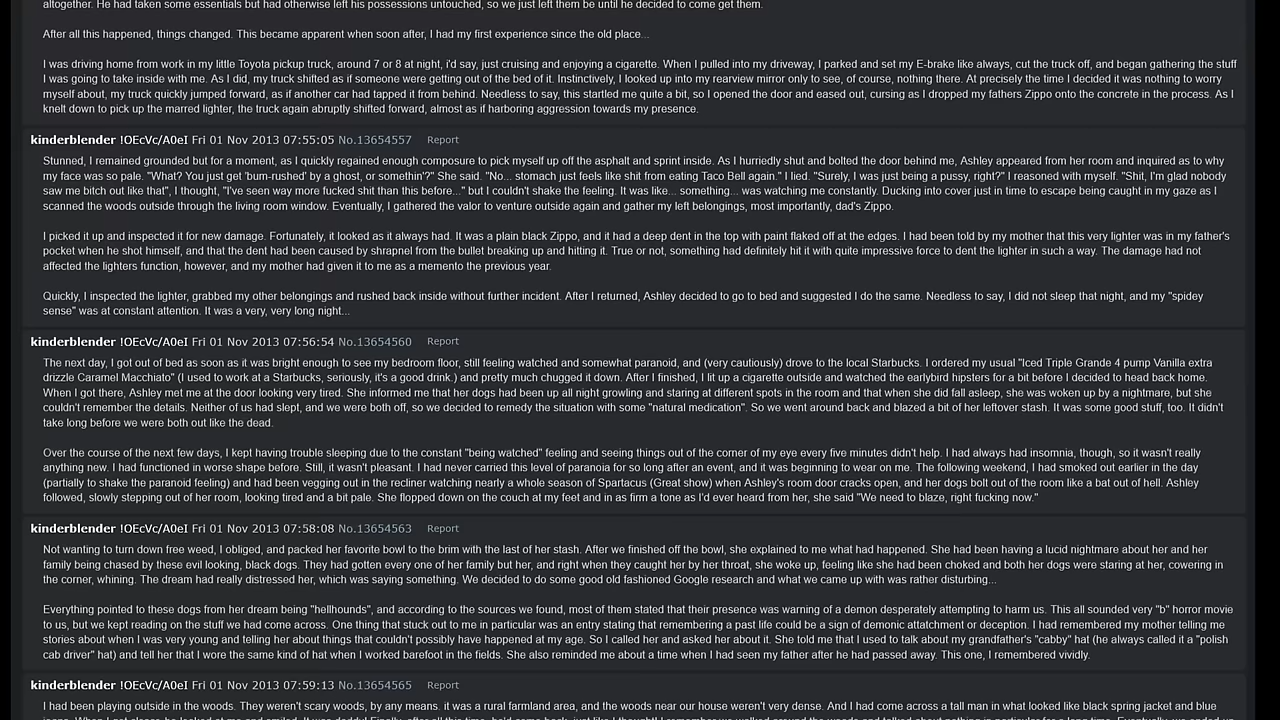 altogether. He had taken some essentials but had otherwise left his possessions untouched, so we just left them be until he decided to come get them.
After all this happened, things changed. This became apparent when soon after, I had my first experience since the old place...
I was driving home from work in my little Toyota pickup truck, around 7 or 8 at night, i'd say, just cruising and enjoying a cigarette. When I pulled into my driveway, I parked and set my E-brake like always, cut the truck off, and began gathering the stuff
I was going to take inside with me. As I did, my truck shifted as if someone were getting out of the bed of it. Instinctively, I looked up into my rearview mirror only to see, of course, nothing there. At precisely the time I decided it was nothing to worry
myself about, my truck quickly jumped forward, as if another car had tapped it from behind. Needless to say, this startled me quite a bit, so I opened the door and eased out, cursing as I dropped my fathers Zippo onto the concrete in the process. As I
knelt down to pick up the marred lighter, the truck again abruptly shifted forward, almost as if harboring aggression towards my presence.
kinderblender !OEcVc/A0eI Fri 01 Nov 2013 07:55:05 No.13654557 Report
Stunned, I remained grounded but for a moment, as I quickly regained enough composure to pick myself up off the asphalt and sprint inside. As I hurriedly shut and bolted the door behind me, Ashley appeared from her room and inquired as to why
my face was so pale. "What? You just get 'bum-rushed' by a ghost, or somethin'?" She said. "No... stomach just feels like shit from eating Taco Bell again." I lied. "Surely, I was just being a pussy, right?" I reasoned with myself. "Shit, I'm glad nobody
saw me bitch out like that", I thought, "I've seen way more fucked shit than this before..." but I couldn't shake the feeling. It was like... something... was watching me constantly. Ducking into cover just in time to escape being caught in my gaze as I
scanned the woods outside through the living room window. Eventually, I gathered the valor to venture outside again and gather my left belongings, most importantly, dad's Zippo.
I picked it up and inspected it for new damage. Fortunately, it looked as it always had. It was a plain black Zippo, and it had a deep dent in the top with paint flaked off at the edges. I had been told by my mother that this very lighter was in my father's
pocket when he shot himself, and that the dent had been caused by shrapnel from the bullet breaking up and hitting it. True or not, something had definitely hit it with quite impressive force to dent the lighter in such a way. The damage had not
affected the lighters function, however, and my mother had given it to me as a memento the previous year.
Quickly, I inspected the lighter, grabbed my other belongings and rushed back inside without further incident. After I returned, Ashley decided to go to bed and suggested I do the same. Needless to say, I did not sleep that night, and my "spidey
sense" was at constant attention. It was a very, very long night...
kinderblender !OEcVc/A0eI Fri 01 Nov 2013 07:56:54 No.13654560 Report
The next day, I got out of bed as soon as it was bright enough to see my bedroom floor, still feeling watched and somewhat paranoid, and (very cautiously) drove to the local Starbucks. I ordered my usual "Iced Triple Grande 4 pump Vanilla extra
drizzle Caramel Macchiato" (I used to work at a Starbucks, seriously, it's a good drink.) and pretty much chugged it down. After I finished, I lit up a cigarette outside and watched the earlybird hipsters for a bit before I decided to head back home.
When I got there, Ashley met me at the door looking very tired. She informed me that her dogs had been up all night growling and staring at different spots in the room and that when she did fall asleep, she was woken up by a nightmare, but she
couldn't remember the details. Neither of us had slept, and we were both off, so we decided to remedy the situation with some "natural medication". So we went around back and blazed a bit of her leftover stash. It was some good stuff, too. It didn't
take long before we were both out like the dead.
Over the course of the next few days, I kept having trouble sleeping due to the constant "being watched" feeling and seeing things out of the corner of my eye every five minutes didn't help. I had always had insomnia, though, so it wasn't really
anything new. I had functioned in worse shape before. Still, it wasn't pleasant. I had never carried this level of paranoia for so long after an event, and it was beginning to wear on me. The following weekend, I had smoked out earlier in the day
(partially to shake the paranoid feeling) and had been vegging out in the recliner watching nearly a whole season of Spartacus (Great show) when Ashley's room door cracks open, and her dogs bolt out of the room like a bat out of hell. Ashley
followed, slowly stepping out of her room, looking tired and a bit pale. She flopped down on the couch at my feet and in as firm a tone as I'd ever heard from her, she said "We need to blaze, right fucking now."
kinderblender !OEcVc/A0eI Fri 01 Nov 2013 07:58:08 No.13654563 Report
Not wanting to turn down free weed, I obliged, and packed her favorite bowl to the brim with the last of her stash. After we finished off the bowl, she explained to me what had happened. She had been having a lucid nightmare about her and her
family being chased by these evil looking, black dogs. They had gotten every one of her family but her, and right when they caught her by her throat, she woke up, feeling like she had been choked and both her dogs were staring at her, cowering in
the corner, whining. The dream had really distressed her, which was saying something. We decided to do some good old fashioned Google research and what we came up with was rather disturbing...
Everything pointed to these dogs from her dream being "hellhounds", and according to the sources we found, most of them stated that their presence was warning of a demon desperately attempting to harm us. This all sounded very "b" horror movie
to us, but we kept reading on the stuff we had come across. One thing that stuck out to me in particular was an entry stating that remembering a past life could be a sign of demonic attatchment or deception. I had remembered my mother telling me
stories about when I was very young and telling her about things that couldn't possibly have happened at my age. So I called her and asked her about it. She told me that I used to talk about my grandfather's "cabby" hat (he always called it a "polish
cab driver" hat) and tell her that I wore the same kind of hat when I worked barefoot in the fields. She also reminded me about a time when I had seen my father after he had passed away. This one, I remembered vividly.
kinderblender !OEcVc/A0eI Fri 01 Nov 2013 07:59:13 No.13654565 Report
I had been playing outside in the woods. They weren't scary woods, by any means. it was a rural farmland area, and the woods near our house weren't very dense. And I had come across a tall man in what looked like black spring jacket and blue